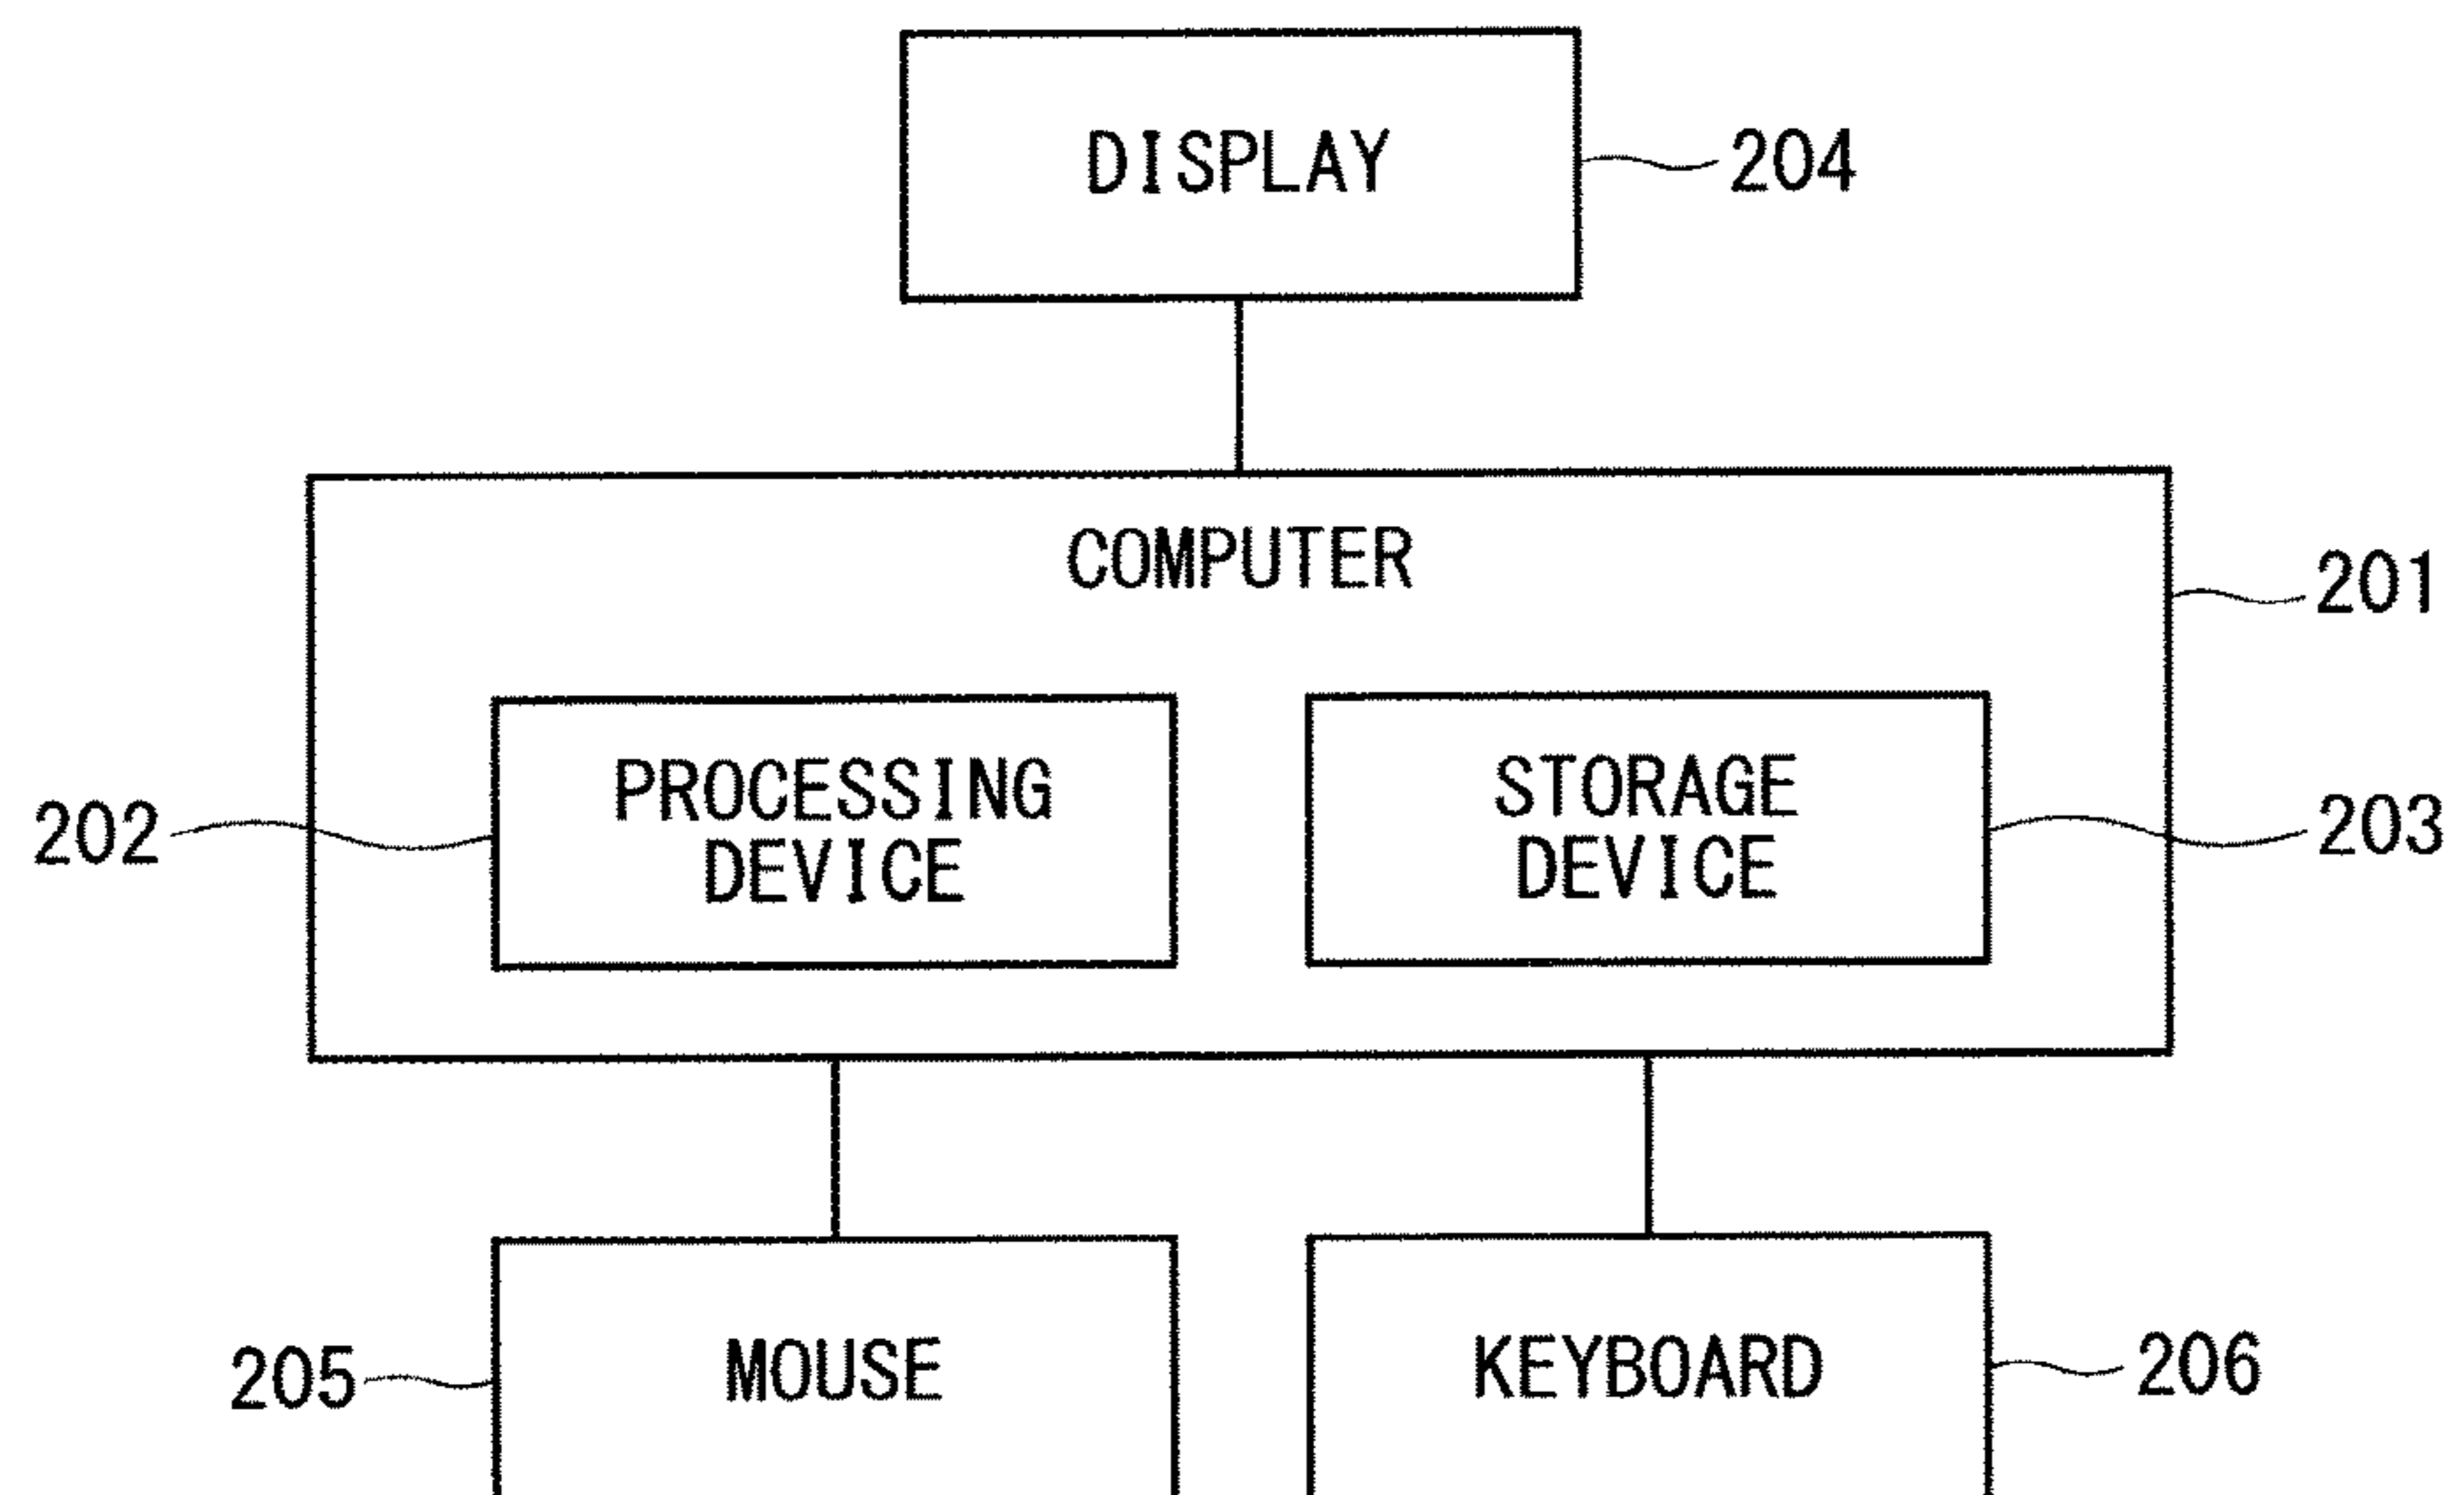 DISPLAY
204
COMPUTER
201
PROCESSING
DEVICE
STORAGE
DEVICE
202
203
MOUSE
205
KEYBOARD
206